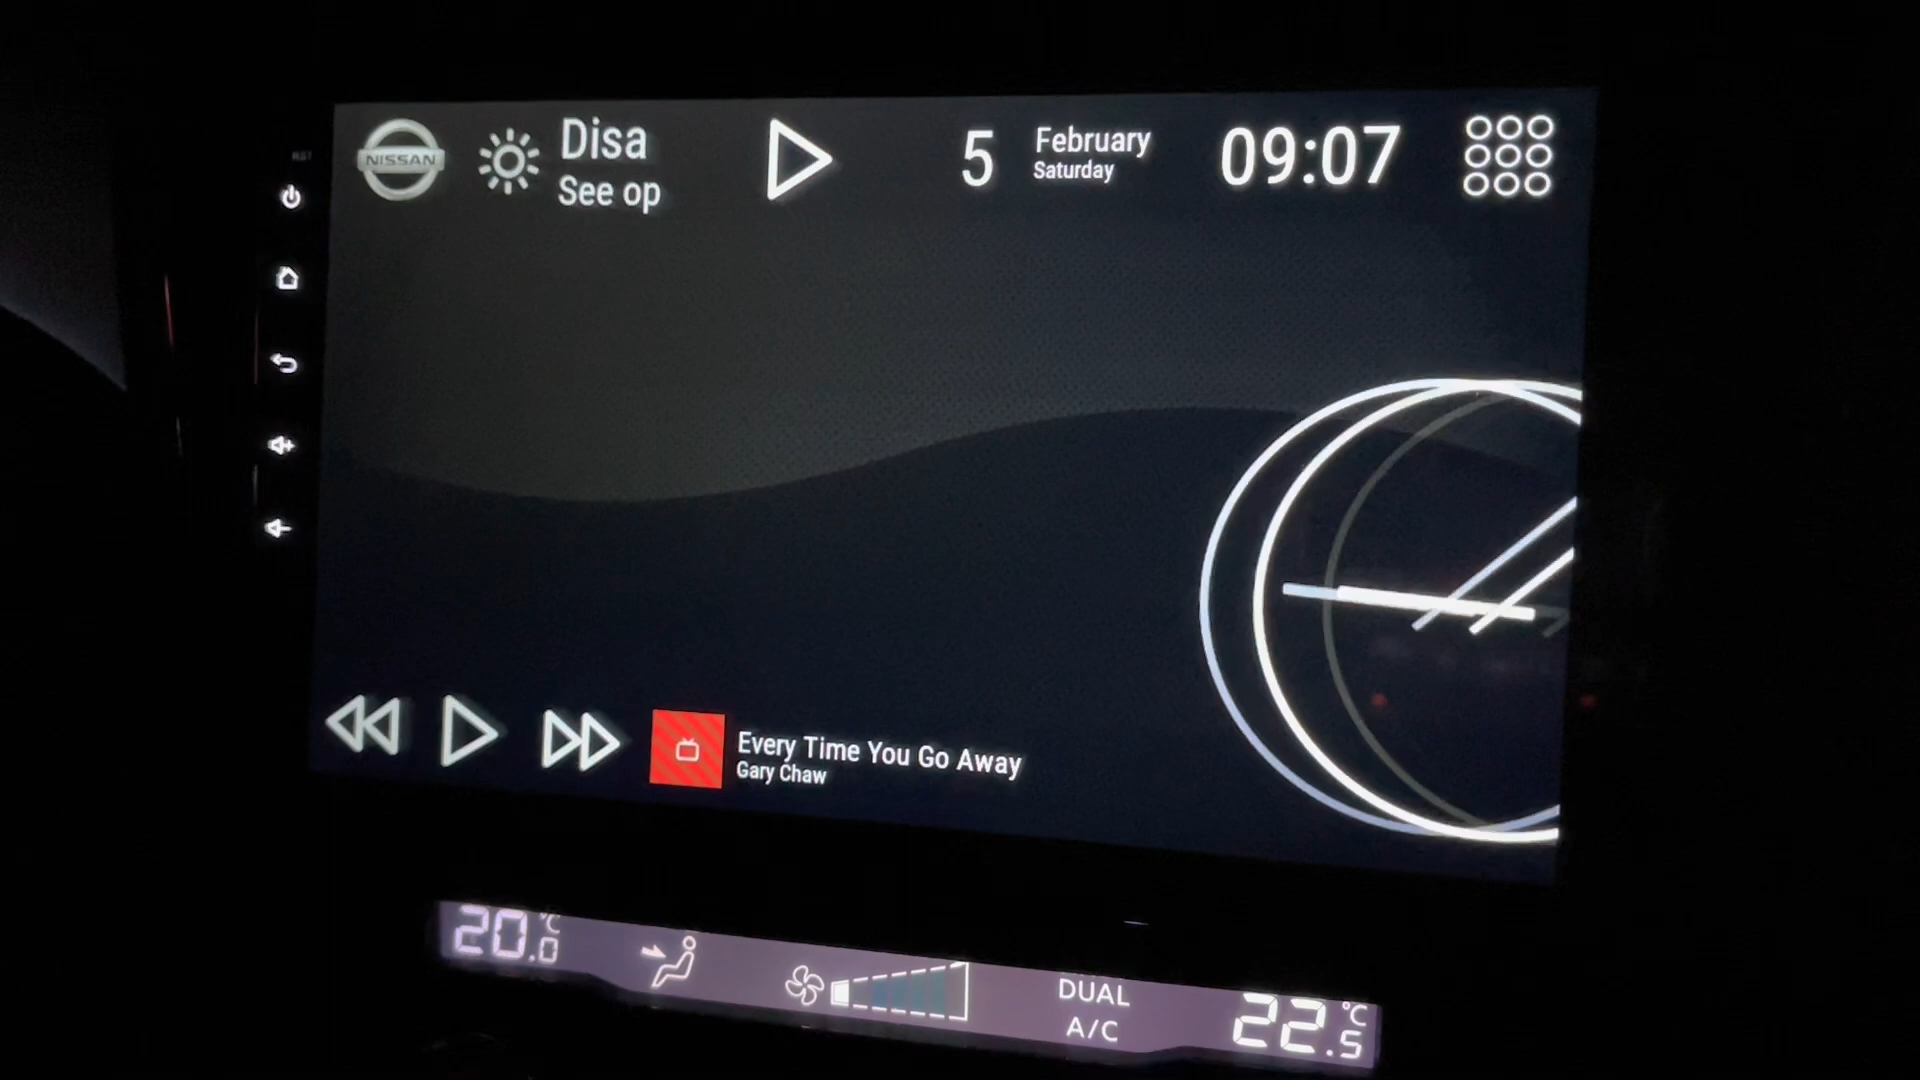 RST
NISSAN
Disa
See op
5
February
Saturday
09:07
Every Time You Go Away
Gary Chaw
20.0 °C
DUAL
A/C
22.5 °C